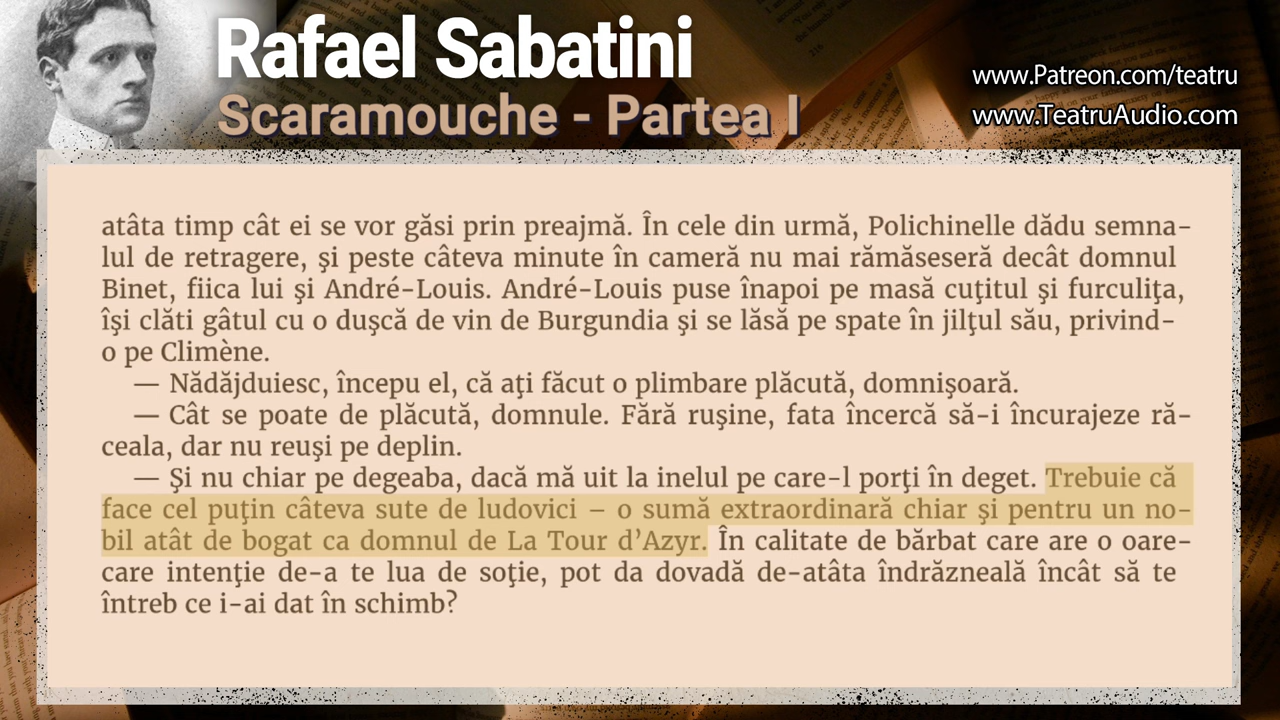 Rafael Sabatini
Scaramouche - Partea I
www.Patreon.com/teatru
www.TeatruAudio.com
atâta timp cât ei se vor găsi prin preajmă. În cele din urmă, Polichinelle dădu semna-
lul de retragere, şi peste câteva minute în cameră nu mai rămăseseră decât domnul
Binet, fiica lui şi André-Louis. André-Louis puse înapoi pe masă cuţitul şi furculiţa,
îşi clăti gâtul cu o duşcă de vin de Burgundia şi se lăsă pe spate în jilţul său, privind-
o pe Climène.
— Nădăjduiesc, începu el, că aţi făcut o plimbare plăcută, domnişoară.
— Cât se poate de plăcută, domnule. Fără ruşine, fata încercă să-i încurajeze ră-
ceala, dar nu reuşi pe deplin.
— Şi nu chiar pe degeaba, dacă mă uit la inelul pe care-l porţi în deget. Trebuie că
face cel puţin câteva sute de ludovici – o sumă extraordinară chiar şi pentru un no-
bil atât de bogat ca domnul de La Tour d’Azyr. În calitate de bărbat care are o oare-
care intenţie de-a te lua de soţie, pot da dovadă de-atâta îndrăzneală încât să te
întreb ce i-ai dat în schimb?